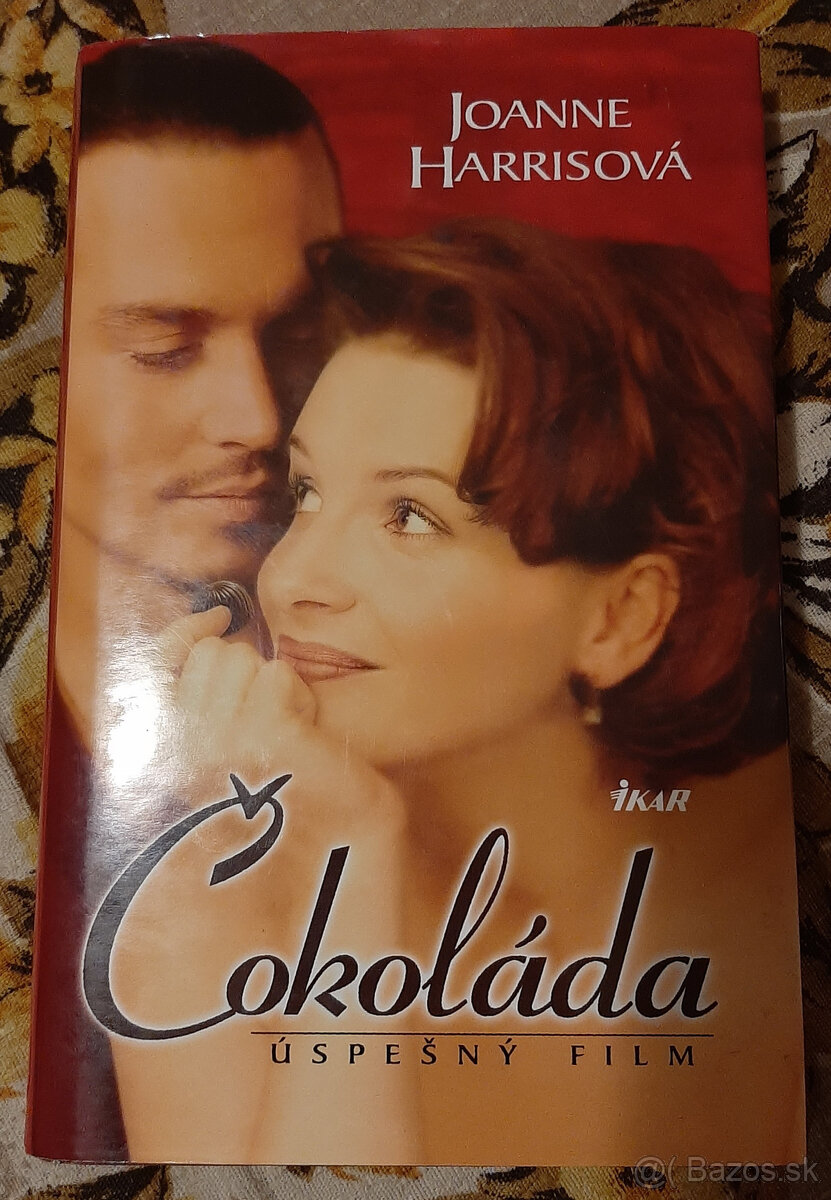 JOANNE
HARRISOVÁ
IKAR
Čokoláda
ÚSPEŠNÝ FILM
@( Bazos.sk